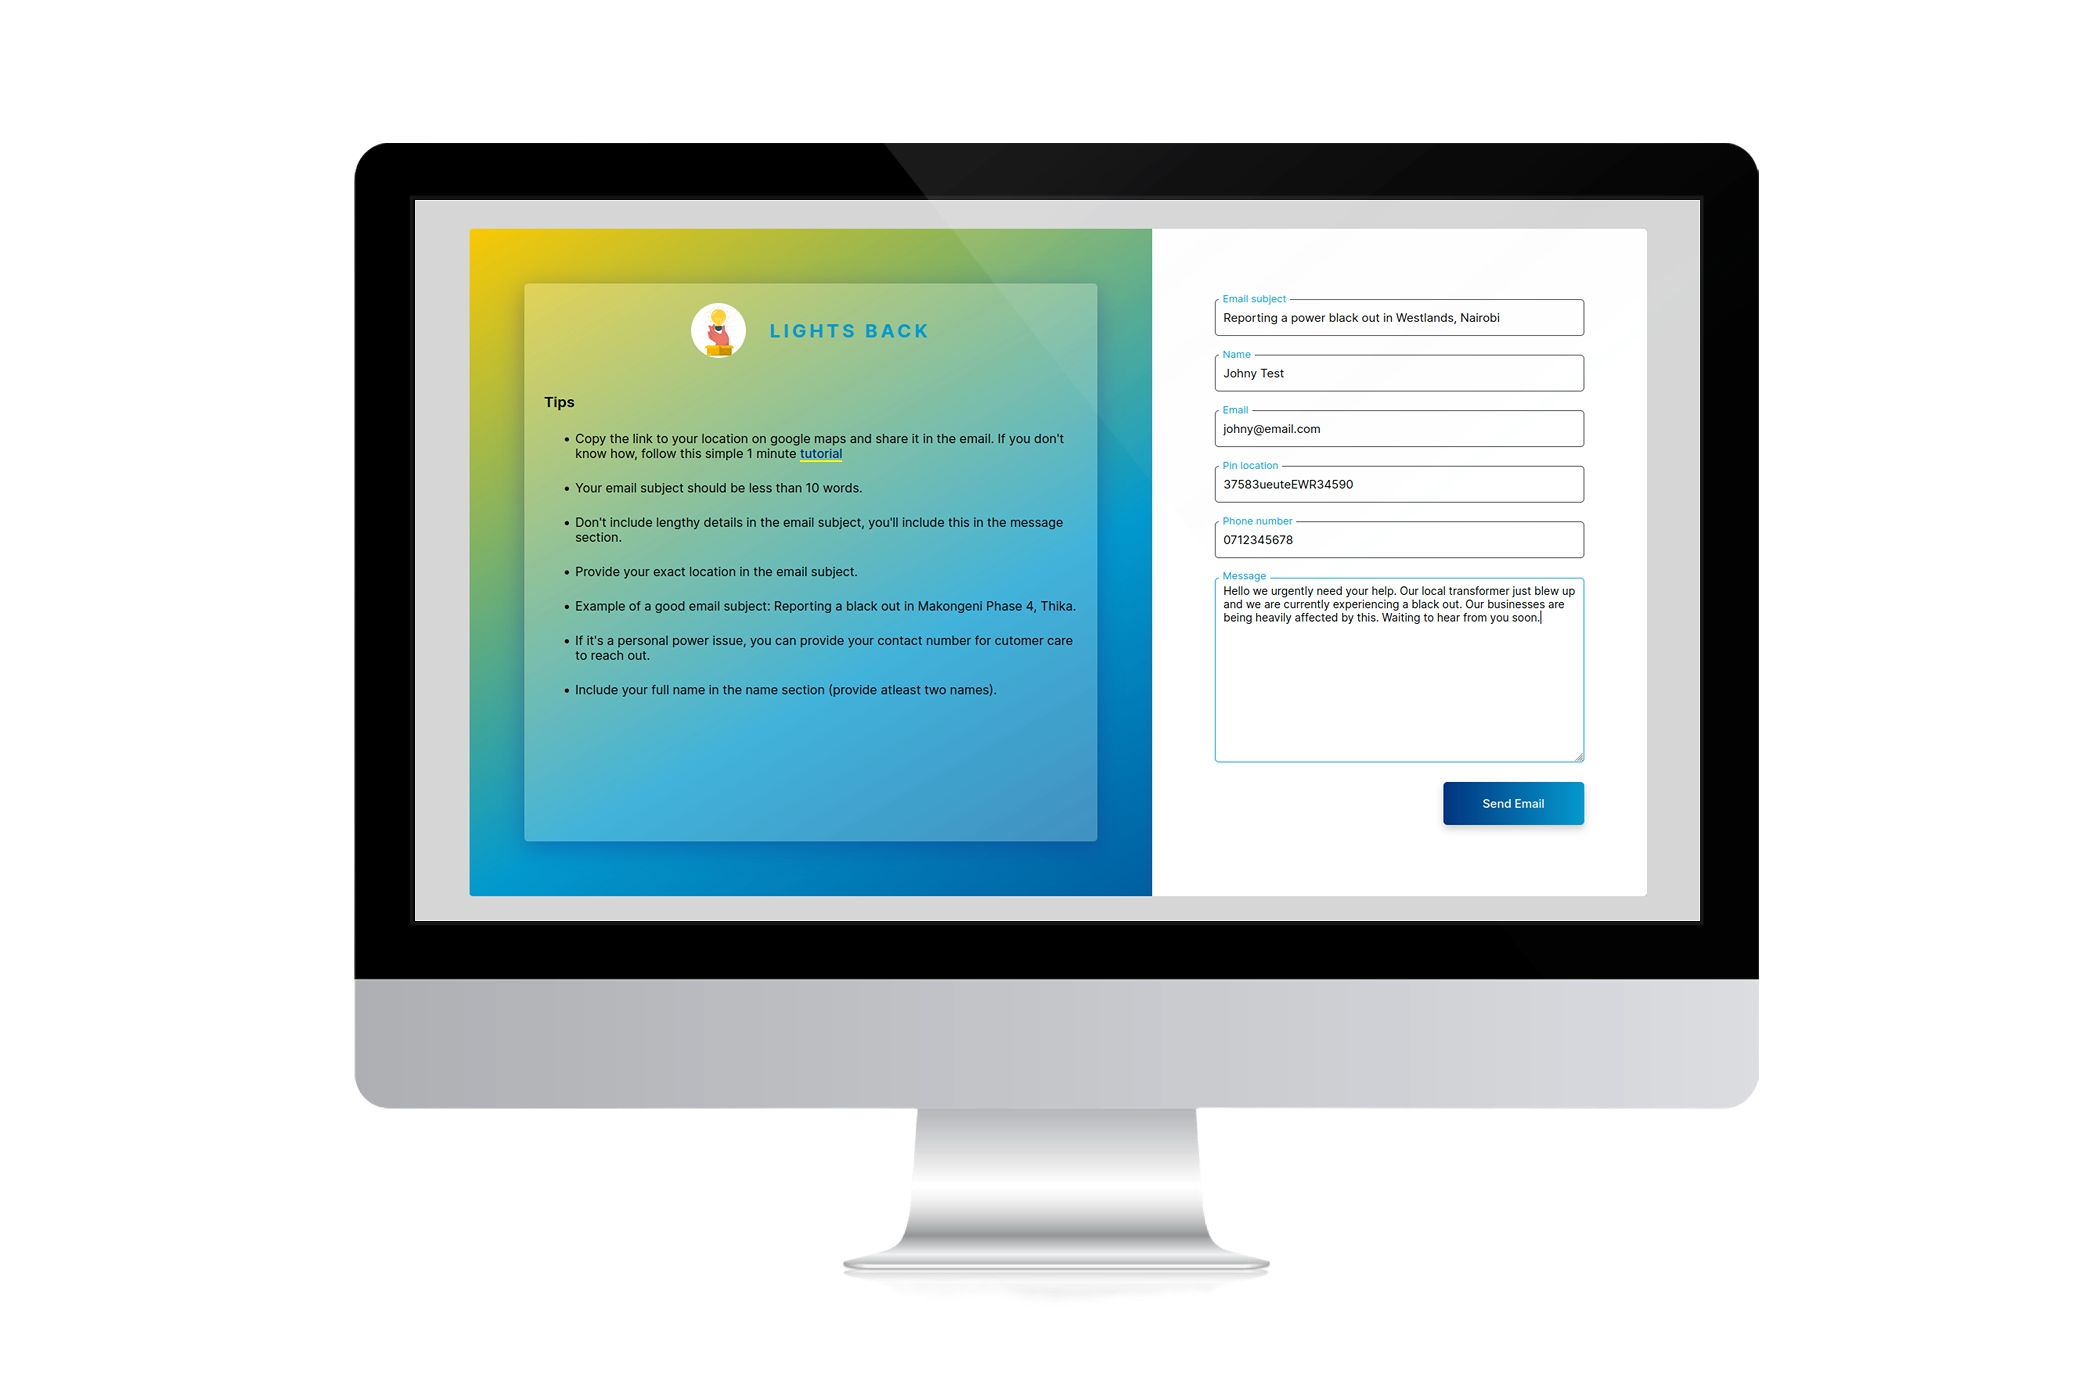 LIGHTS BACK
Tips
• Copy the link to your location on google maps and share it in the email. If you don't
know how, follow this simple 1 minute tutorial
• Your email subject should be less than 10 words.
• Don't include lengthy details in the email subject, you'll include this in the message
section.
• Provide your exact location in the email subject.
• Example of a good email subject: Reporting a black out in Makongeni Phase 4, Thika.
• If it's a personal power issue, you can provide your contact number for cutomer care
to reach out.
• Include your full name in the name section (provide atleast two names).
Email subject
Reporting a power black out in Westlands, Nairobi
Name
Johny Test
Email
johny@email.com
Pin location
37583ueuteEWR34590
Phone number
0712345678
Message
Hello we urgently need your help. Our local transformer just blew up
and we are currently experiencing a black out. Our businesses are
being heavily affected by this. Waiting to hear from you soon.
Send Email